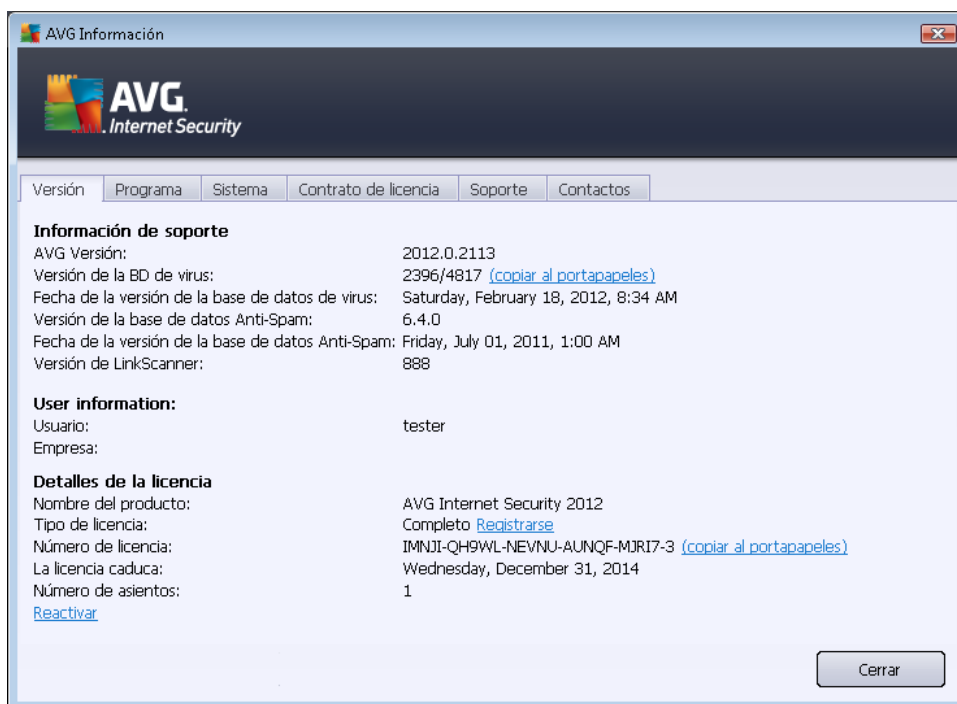 AVG Información
AVG.
Internet Security
Versión Programa Sistema Contrato de licencia Soporte Contactos
Información de soporte
AVG Versión: 2012.0.2113
Versión de la BD de virus: 2396/4817 (copiar al portapapeles)
Fecha de la versión de la base de datos de virus: Saturday, February 18, 2012, 8:34 AM
Versión de la base de datos Anti-Spam: 6.4.0
Fecha de la versión de la base de datos Anti-Spam: Friday, July 01, 2011, 1:00 AM
Versión de LinkScanner: 888
User information:
Usuario: tester
Empresa:
Detalles de la licencia
Nombre del producto: AVG Internet Security 2012
Tipo de licencia: Completo Registrarse
Número de licencia: IMNJI-QH9WL-NEVNU-AUNQF-MJRI7-3 (copiar al portapapeles)
La licencia caduca: Wednesday, December 31, 2014
Número de asientos: 1
Reactivar
Cerrar